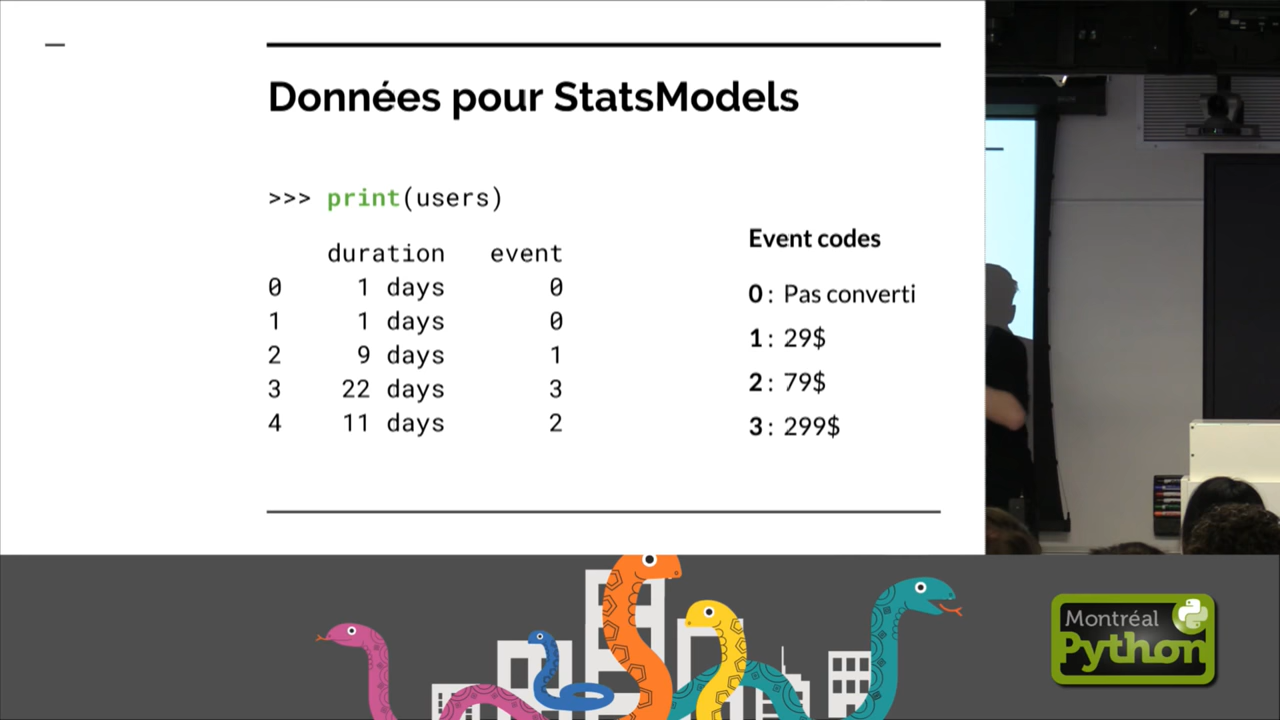 Données pour StatsModels
>>> print(users)
duration event
0 1 days 0
1 1 days 0
2 9 days 1
3 22 days 3
4 11 days 2
Event codes
0 : Pas converti
1 : 29$
2 : 79$
3 : 299$
Montréal
Python